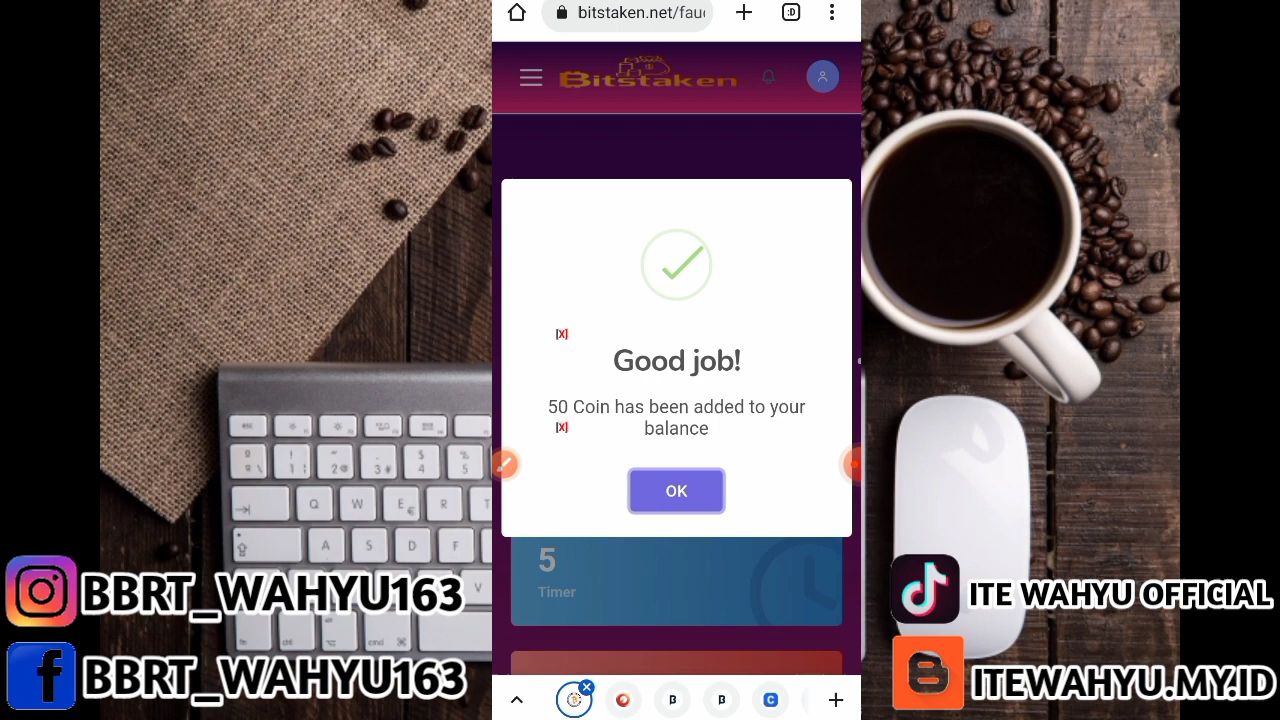 bitstaken.net/fau
:D
Bitstaken
[X]
Good job!
50 Coin has been added to your
[X]
balance
OK
5
Timer
Q W E R T
A S D F
V
BBRT_WAHYU163
BBRT_WAHYU163
ITE WAHYU OFFICIAL
ITEWAHYU.MY.ID